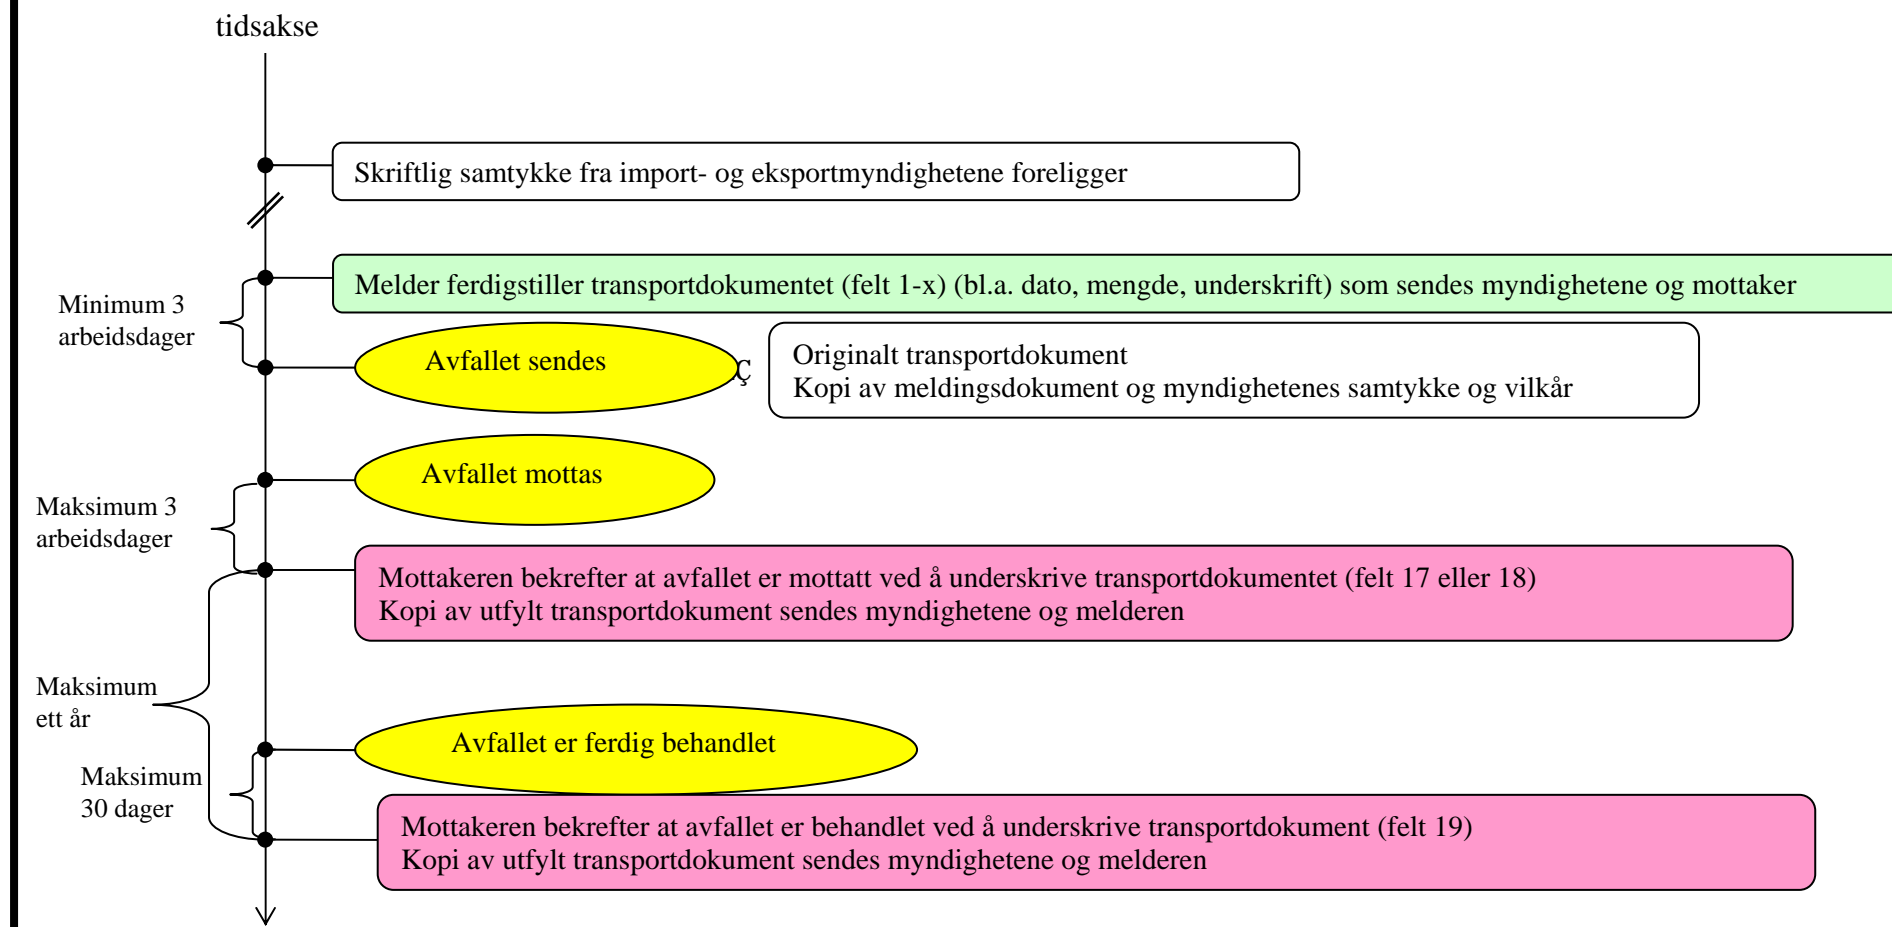 tidsakse
Skriftlig samtykke fra import- og eksportmyndighetene foreligger
Melder ferdigstiller transportdokumentet (felt 1-x) (bl.a. dato, mengde, underskrift) som sendes myndighetene og mottaker
Minimum 3
arbeidsdager
Avfallet sendes
Ç
Originalt transportdokument
Kopi av meldingsdokument og myndighetenes samtykke og vilkår
Avfallet mottas
Maksimum 3
arbeidsdager
Mottakeren bekrefter at avfallet er mottatt ved å underskrive transportdokumentet (felt 17 eller 18)
Kopi av utfylt transportdokument sendes myndighetene og melderen
Maksimum
ett år
Avfallet er ferdig behandlet
Maksimum
30 dager
Mottakeren bekrefter at avfallet er behandlet ved å underskrive transportdokument (felt 19)
Kopi av utfylt transportdokument sendes myndighetene og melderen